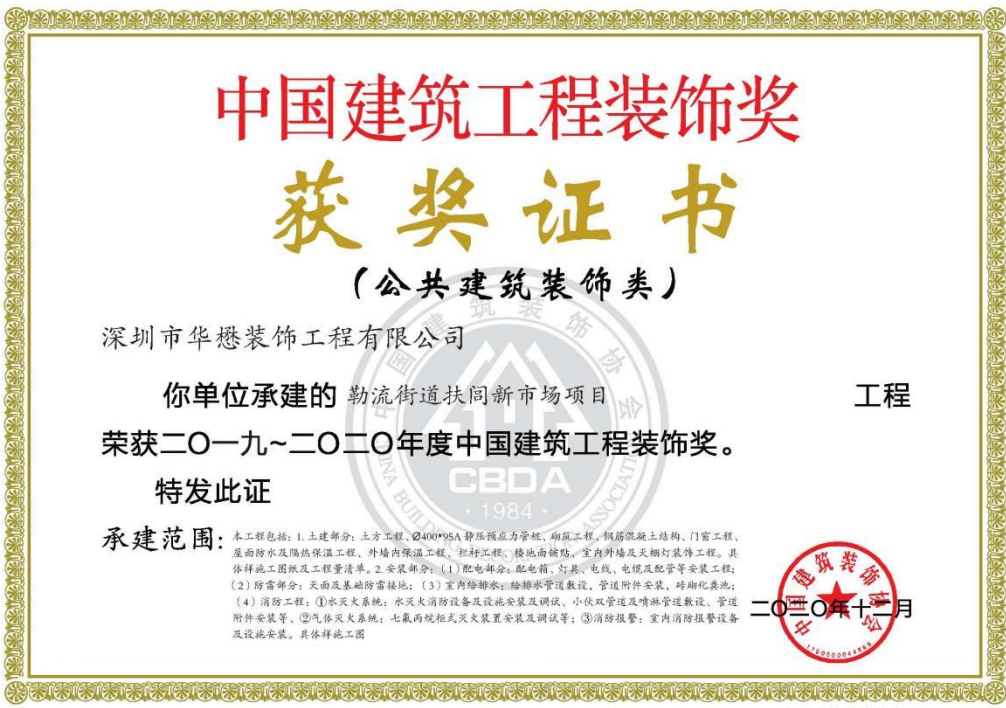 中国建筑工程装饰奖
获奖证书
(公共建筑装饰类)
深圳市华懋装饰工程有限公司
你单位承建的 勒流街道扶闾新市场项目 工程
荣获二〇一九~二〇二〇年度中国建筑工程装饰奖。
特发此证
承建范围:
本工程包括: 1. 土建部分: 土方工程、Ø400*95A 静压预应力管桩、砌筑工程、钢筋混凝土结构、门窗工程、
屋面防水及隔热保温工程、外墙内保温工程、栏杆工程、楼地面铺贴、室内外墙及天棚灯装饰工程。具
体祥施工图纸及工程量清单。2. 安装部分: (1) 配电部分: 配电箱、灯具、电线、电缆及配管等安装工程;
(2) 防雷部分: 天面及基础防雷接地; (3) 室内给排水: 给排水管道敷设, 管道附件安装, 砖砌化粪池;
(4) 消防工程: ①水灭火系统: 水灭火消防设备及设施安装及调试、小伙双管道及喷淋管道敷设、管道
附件安装等、②气体灭火系统: 七氟丙烷柜式灭火装置安装及调试等; ③消防报警: 室内消防报警设备
及设施安装。具体祥施工图
二〇二〇年十二月
中国建筑装饰协会
中国建筑装饰协会
CBDA
·1984·
CHINA BUILDING DECORATION ASSOCIATION